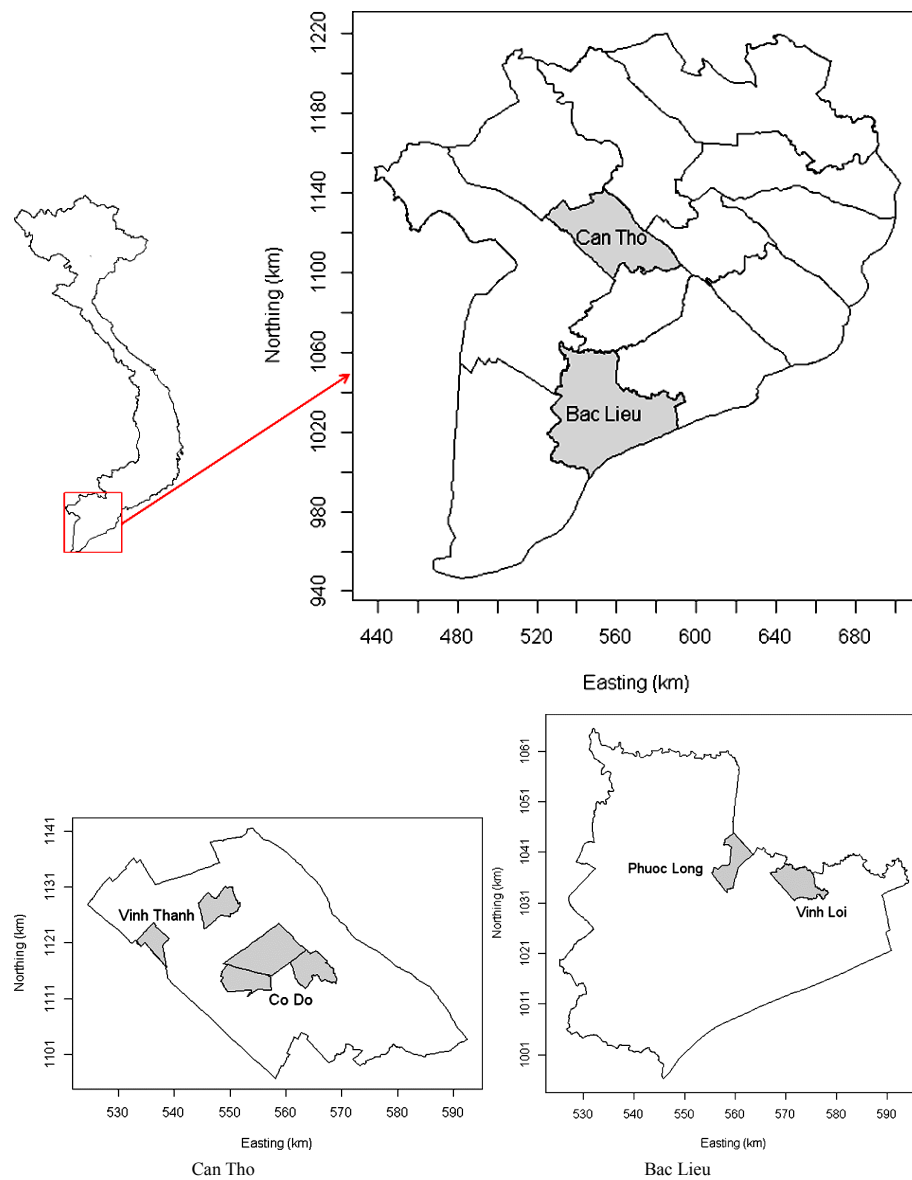 1220
1180
1140
1100
1060
1020
980
940
Northing (km)
Can Tho
Bac Lieu
440 480 520 560 600 640 680
Easting (km)
1141
1131
1121
1111
1101
Northing (km)
Vinh Thanh
Co Do
530 540 550 560 570 580 590
Easting (km)
Can Tho
1061
1051
1041
1031
1021
1011
1001
Northing (km)
Phuoc Long
Vinh Loi
530 540 550 560 570 580 590
Easting (km)
Bac Lieu